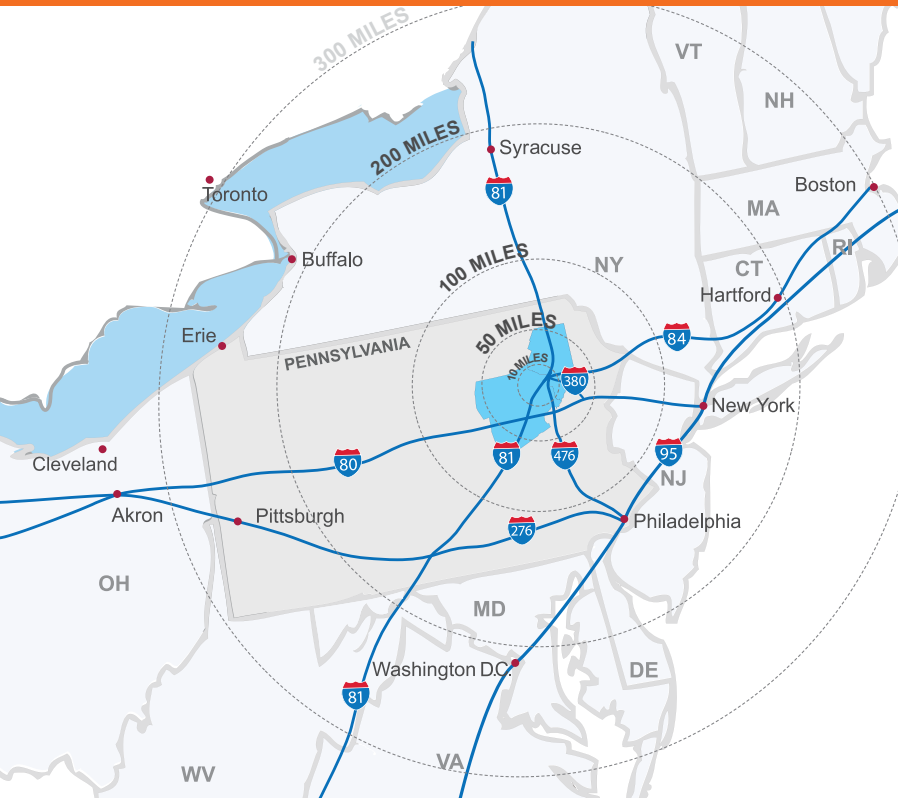 300 MILES
VT
NH
200 MILES
Syracuse
81
Toronto
Boston
MA
RI
Buffalo
100 MILES
NY
CT
Hartford
Erie
PENNSYLVANIA
50 MILES
10 MILES
84
380
New York
Cleveland
80
81
476
95
NJ
Akron
Pittsburgh
276
Philadelphia
OH
MD
Washington D.C.
DE
81
VA
WV